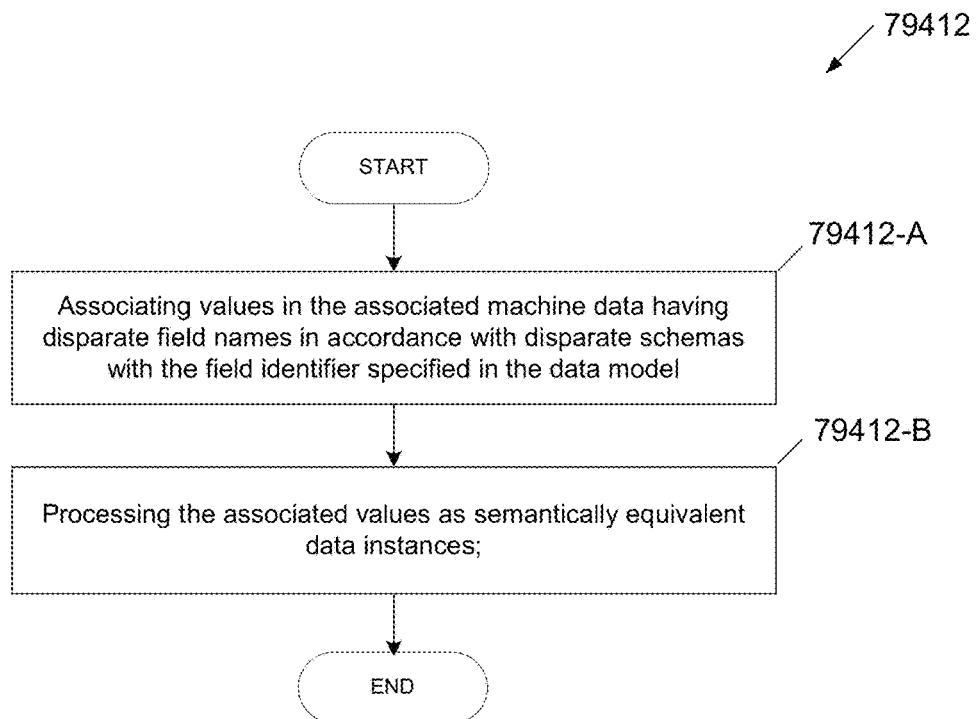 79412
START
79412-A
Associating values in the associated machine data having
disparate field names in accordance with disparate schemas
with the field identifier specified in the data model
79412-B
Processing the associated values as semantically equivalent
data instances;
END